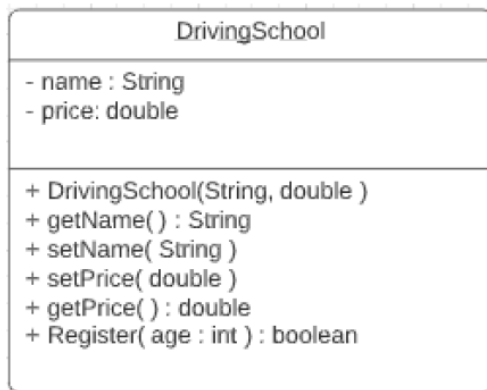 DrivingSchool
- name : String
- price: double
+ DrivingSchool(String, double )
+ getName( ) : String
+ setName( String )
+ setPrice( double )
+ getPrice( ) : double
+ Register( age : int ) : boolean